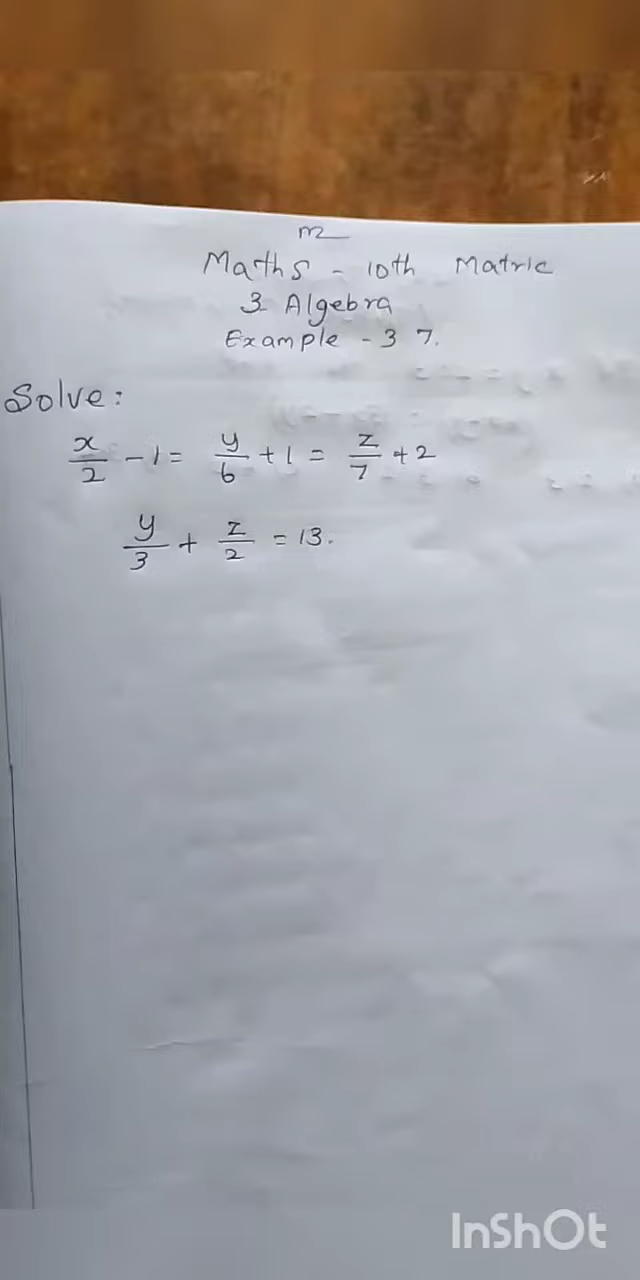 m2
Maths - 10th Matric
3 Algebra
Example - 3 7.
Solve:
x/2 - 1 = y/6 + 1 = z/7 + 2
y/3 + z/2 = 13.
InShOt